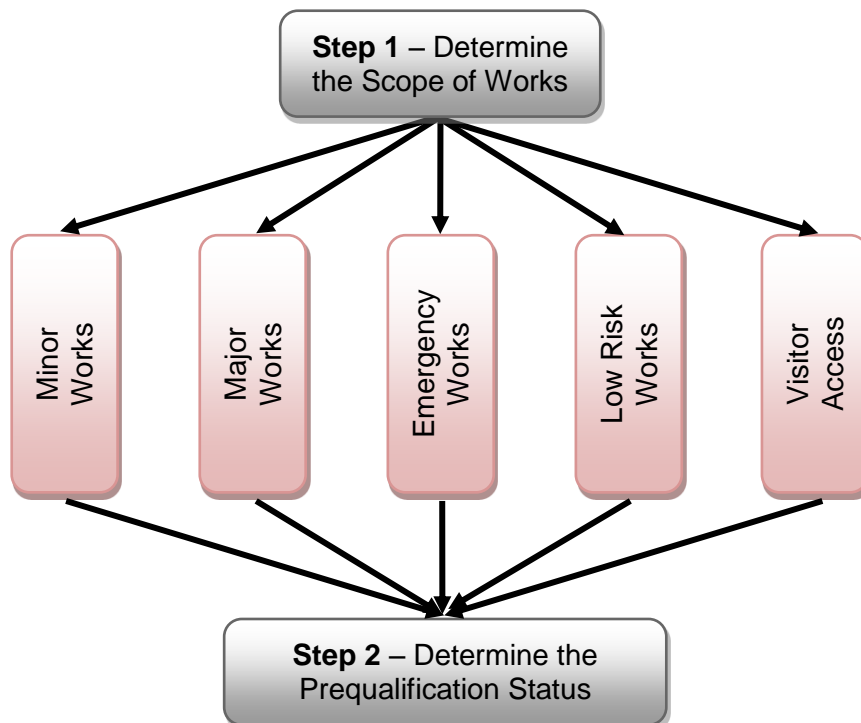 Step 1 – Determine
the Scope of Works
Minor
Works
Major
Works
Emergency
Works
Low Risk
Works
Visitor
Access
Step 2 – Determine the
Prequalification Status